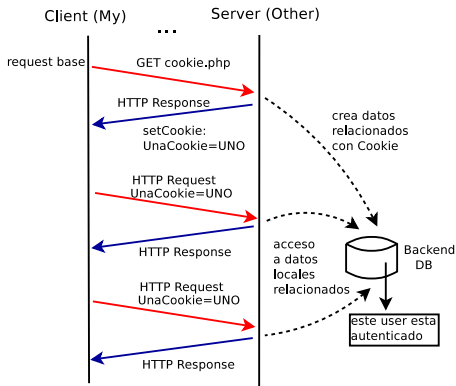 Client (My)
...
Server (Other)
request base
GET cookie.php
HTTP Response
setCookie:
UnaCookie=UNO
crea datos
relacionados
con Cookie
HTTP Request
UnaCookie=UNO
HTTP Response
acceso
a datos
locales
relacionados
Backend
DB
HTTP Request
UnaCookie=UNO
este user esta
autenticado
HTTP Response